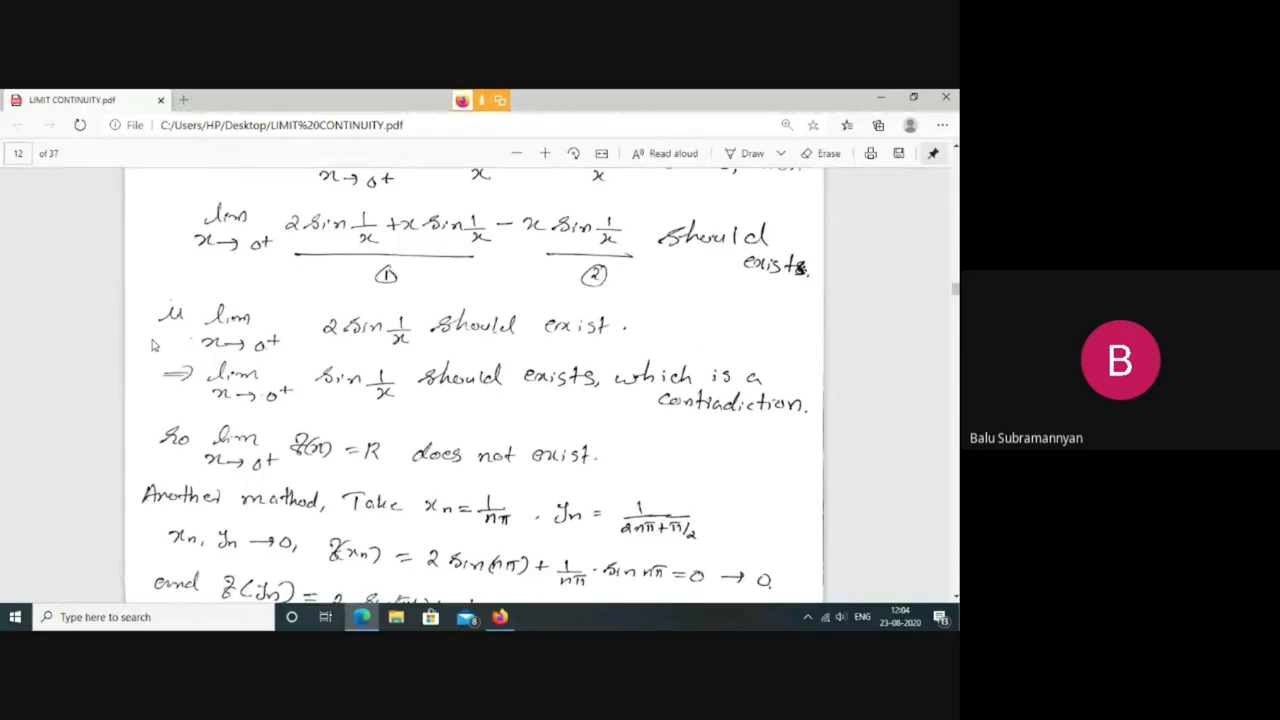 LIMIT CONTINUITY.pdf
File C:/Users/HP/Desktop/LIMIT%20CONTINUITY.pdf
12 of 37 Read aloud Draw Erase
x→0+ x x
lim x→0+ 2 sin 1/x + x sin 1/x − x sin 1/x should exists.
① ②
lim x→0+ 2 sin 1/x should exist.
⇒ lim x→0+ sin 1/x should exists, which is a
contradiction.
So lim x→0+ f(x) = R does not exist.
Another mathod, Take xn = 1/nπ . yn = 1/(2nπ+π/2)
xn, yn → 0, f(xn) = 2 sin(nπ) + 1/nπ . sin nπ = 0 → 0.
and f(yn) = 2
B
Balu Subramannyan
Type here to search
8
ENG
12:04
23-08-2020
13